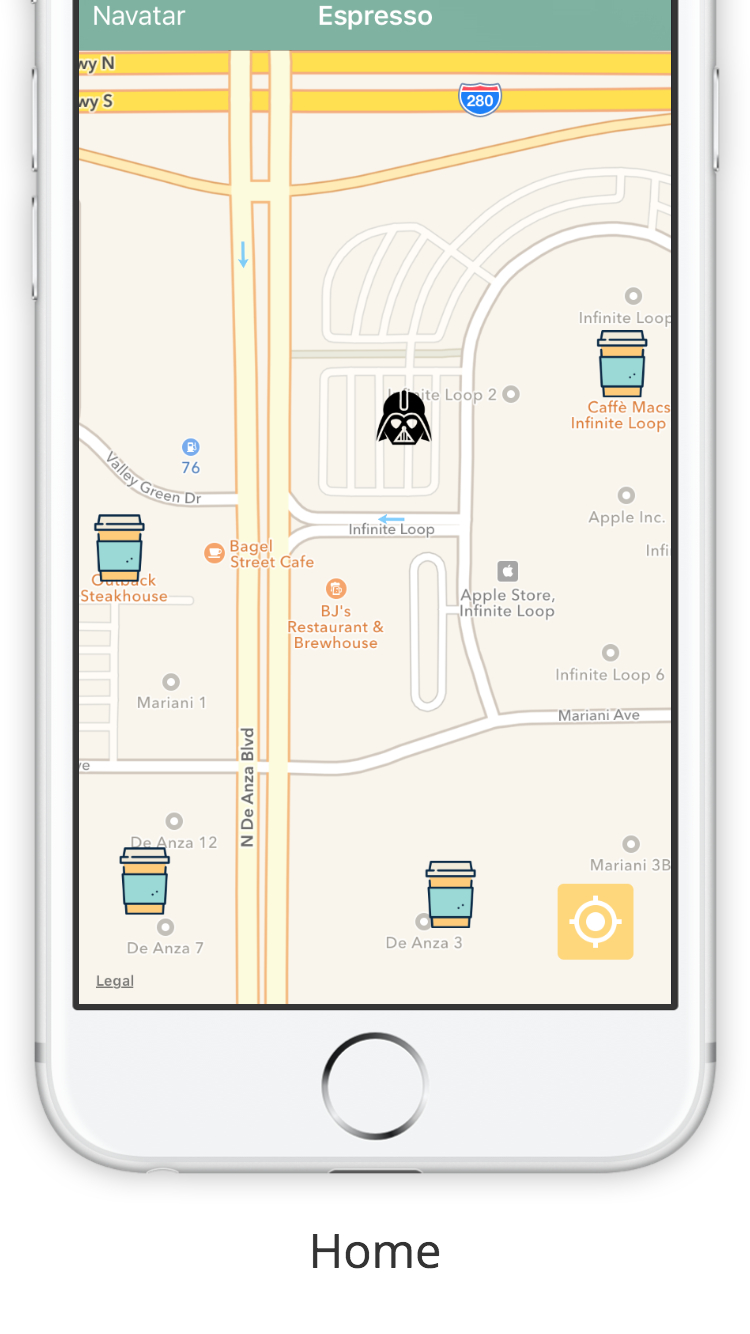 Navatar
Espresso
wy N
wy S
280
Infinite Loop
Infinite Loop 2
Caffè Macs
Infinite Loop
76
Valley Green Dr
Apple Inc.
Infinite Loop
Infi
Bagel
Street Cafe
Outback
Steakhouse
Apple Store,
Infinite Loop
BJ's
Restaurant &
Brewhouse
Infinite Loop 6
Mariani 1
Mariani Ave
N De Anza Blvd
ve
De Anza 12
Mariani 3B
De Anza 3
De Anza 7
Legal
Home